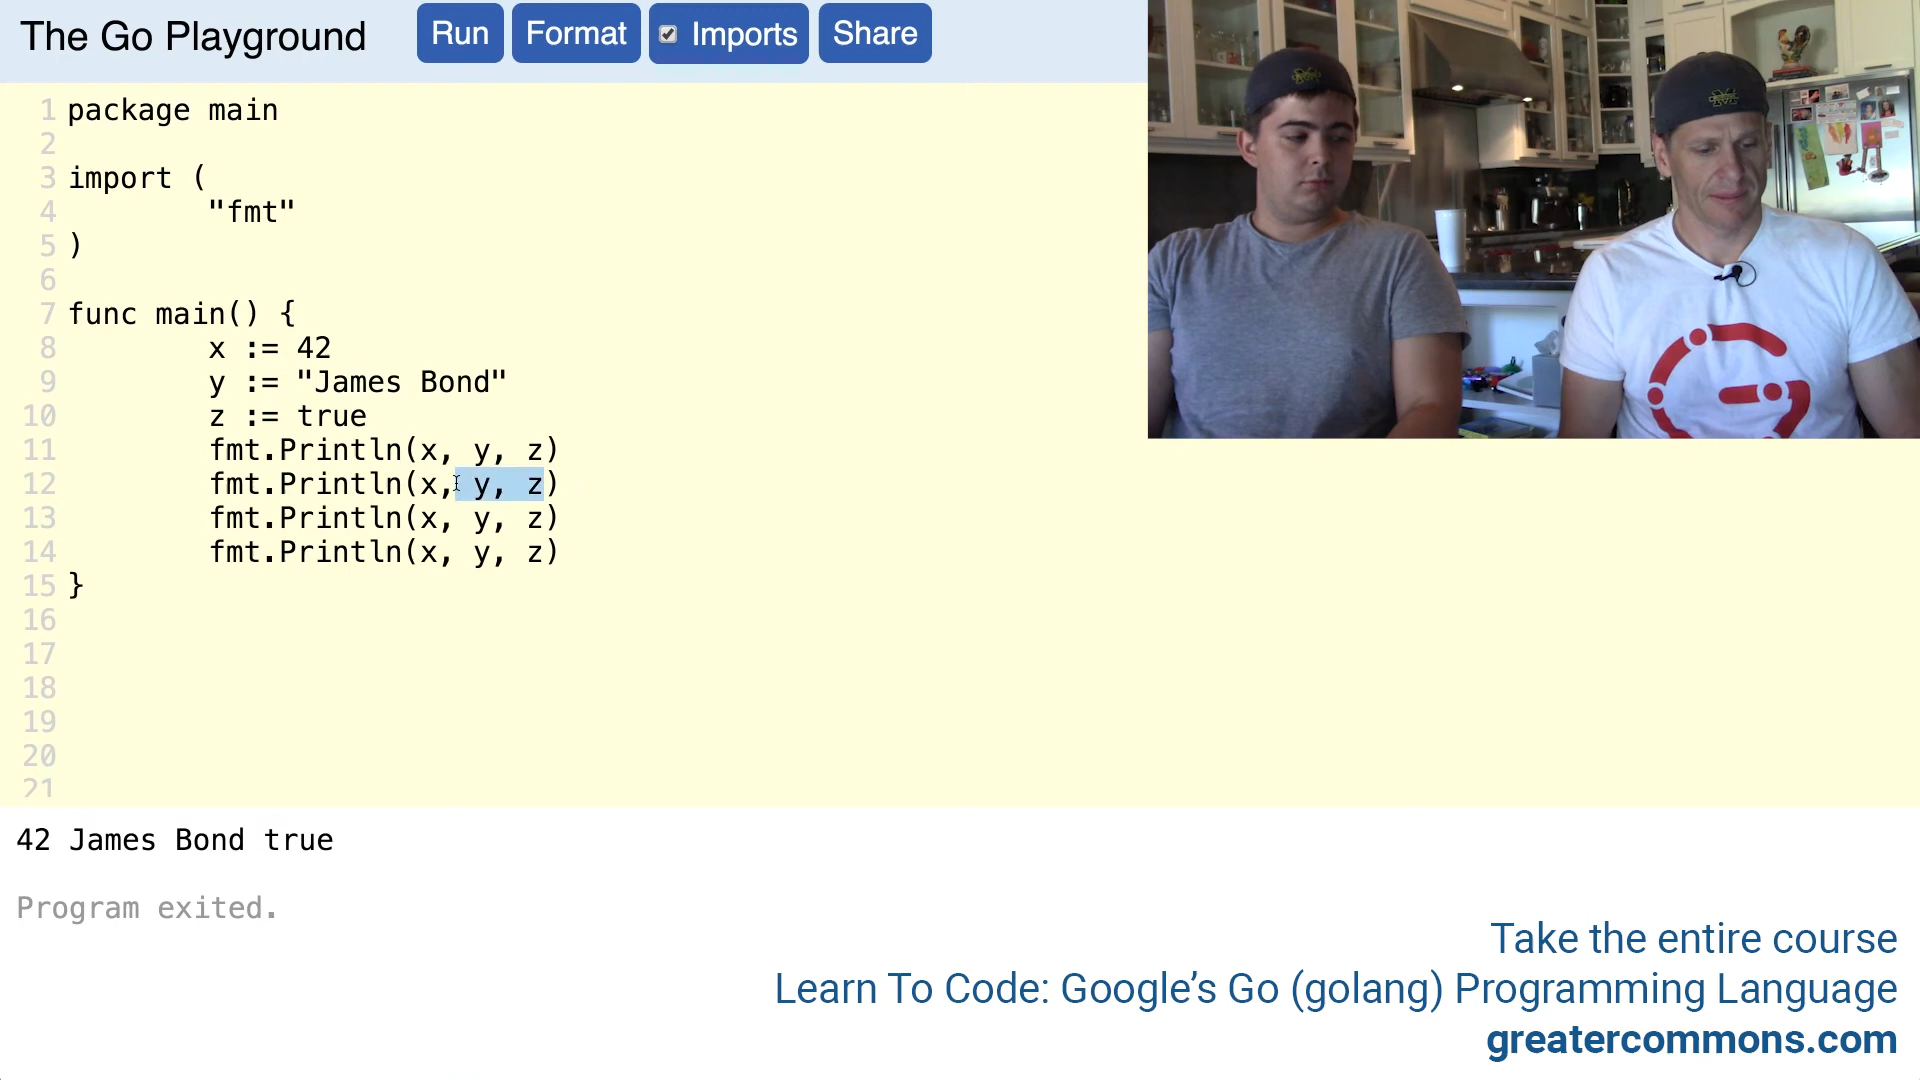 The Go Playground
Run
Format
Imports
Share
1 package main
2
3 import (
4 "fmt"
5 )
6
7 func main() {
8 x := 42
9 y := "James Bond"
10 z := true
11 fmt.Println(x, y, z)
12 fmt.Println(x, y, z)
13 fmt.Println(x, y, z)
14 fmt.Println(x, y, z)
15 }
16
17
18
19
20
21
42 James Bond true
Program exited.
Take the entire course
Learn To Code: Google’s Go (golang) Programming Language
greatercommons.com